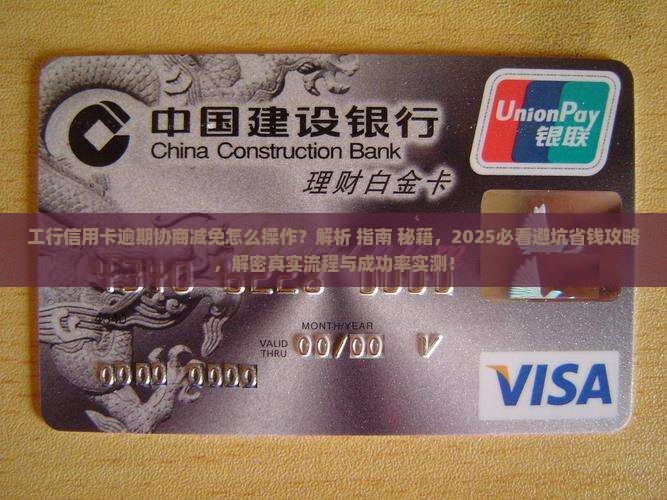 中国建设银行
China Construction Bank
UnionPay
银联
理财白金卡
工行信用卡逾期协商减免怎么操作？解析 指南 秘籍，2025必看避坑省钱攻略
，解密真实流程与成功率实测！
MONTH/YEAR
VALID
THRU
00/00 V
0000 0000
VISA